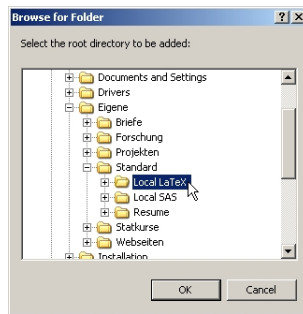 Browse for Folder
Select the root directory to be added:
Documents and Settings
Drivers
Eigene
Briefe
Forschung
Projekten
Standard
Local LaTeX
Local SAS
Resume
Statkurse
Webseiten
Installation
OK Cancel